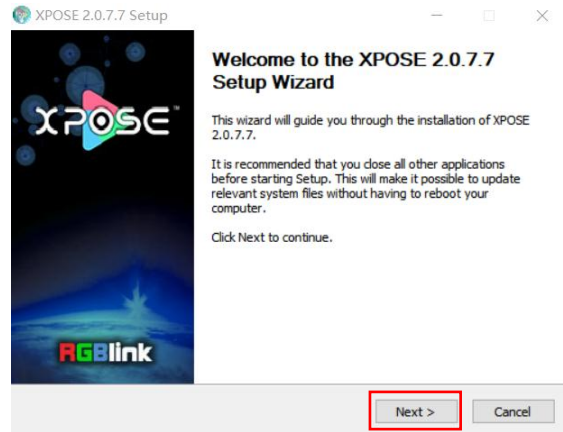 XPOSE 2.0.7.7 Setup
XPOSE™
RGBlink
Welcome to the XPOSE 2.0.7.7
Setup Wizard
This wizard will guide you through the installation of XPOSE
2.0.7.7.
It is recommended that you close all other applications
before starting Setup. This will make it possible to update
relevant system files without having to reboot your
computer.
Click Next to continue.
Next >
Cancel